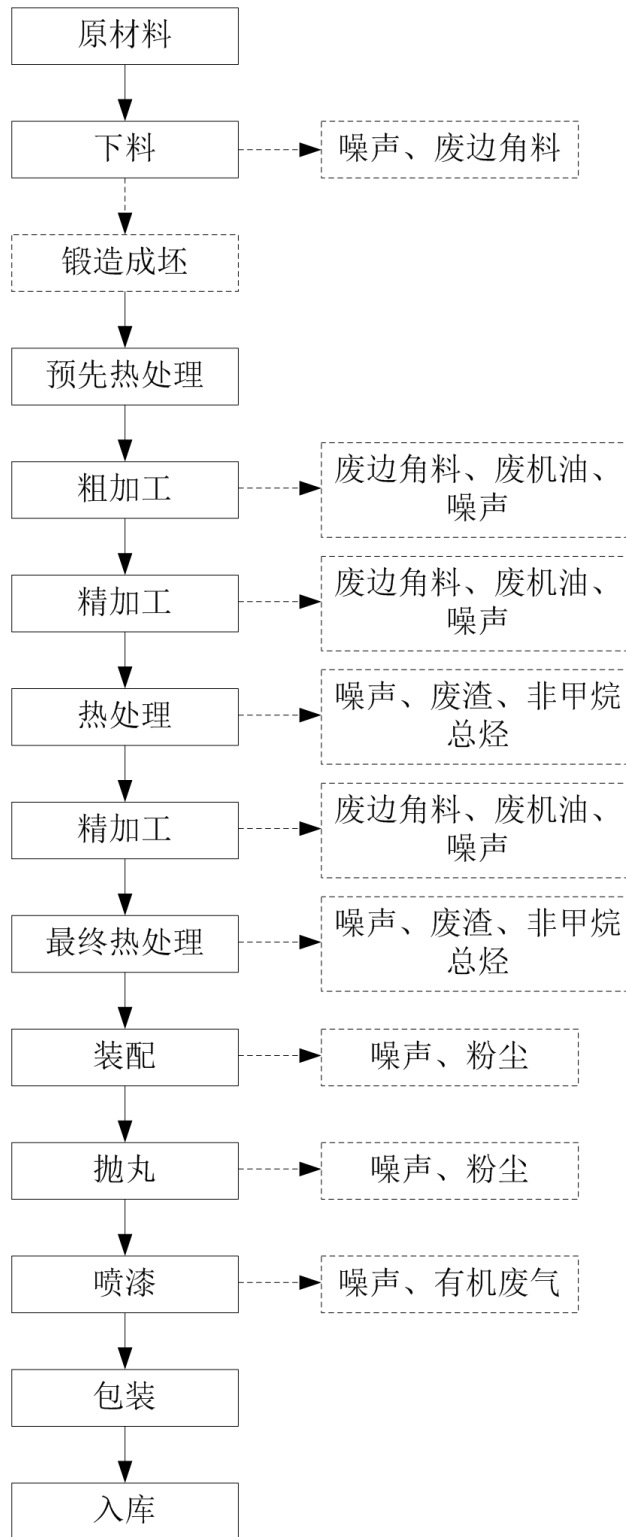 原材料
下料
噪声、废边角料
锻造成坯
预先热处理
粗加工
废边角料、废机油、
噪声
精加工
废边角料、废机油、
噪声
热处理
噪声、废渣、非甲烷
总烃
精加工
废边角料、废机油、
噪声
最终热处理
噪声、废渣、非甲烷
总烃
装配
噪声、粉尘
抛丸
噪声、粉尘
喷漆
噪声、有机废气
包装
入库